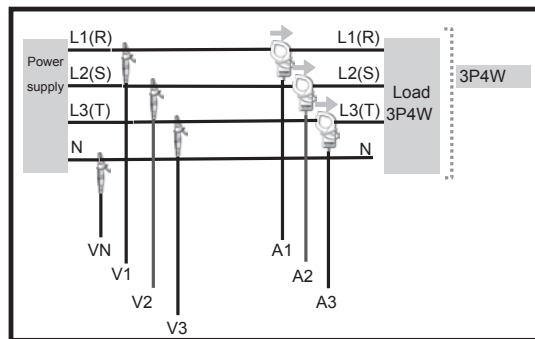 Power
supply
L1(R)
L2(S)
L3(T)
N
L1(R)
L2(S)
L3(T)
N
Load
3P4W
3P4W
VN
V1
V2
V3
A1
A2
A3